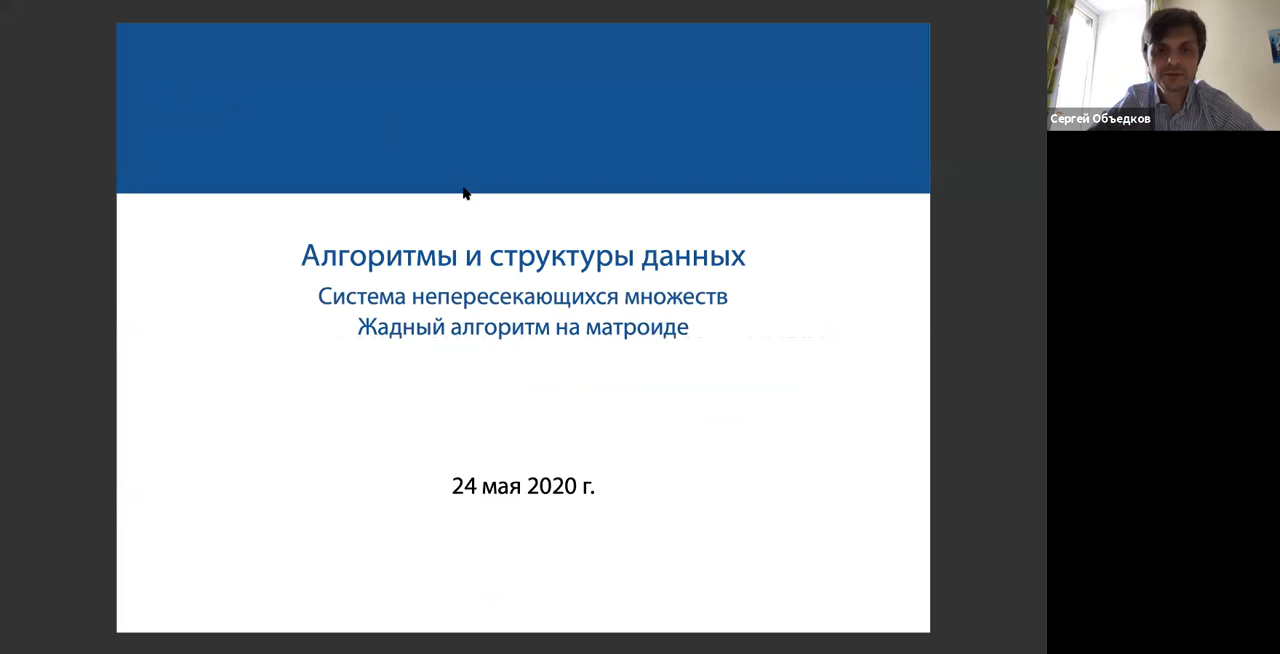 Алгоритмы и структуры данных
Система непересекающихся множеств
Жадный алгоритм на матроиде
24 мая 2020 г.
Сергей Объедков